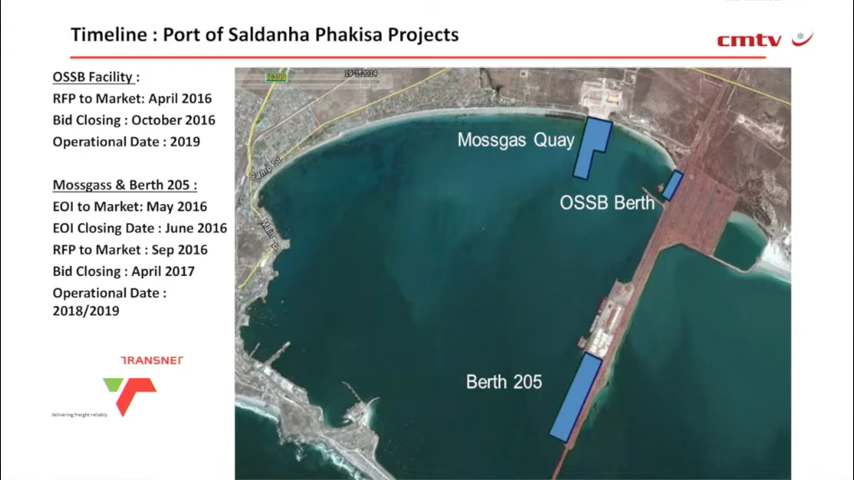 Timeline : Port of Saldanha Phakisa Projects
cmtv
OSSB Facility :
RFP to Market: April 2016
Bid Closing : October 2016
Operational Date : 2019
Mossgass & Berth 205 :
EOI to Market: May 2016
EOI Closing Date : June 2016
RFP to Market : Sep 2016
Bid Closing : April 2017
Operational Date :
2018/2019
TRANSNET
delivering freight reliably
Mossgas Quay
OSSB Berth
Berth 205